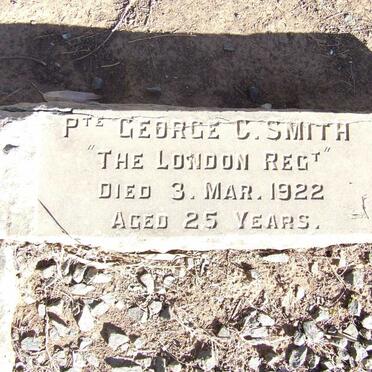 Pte GEORGE C. SMITH
"THE LONDON REGT"
DIED 3. MAR. 1922
AGED 25 YEARS.